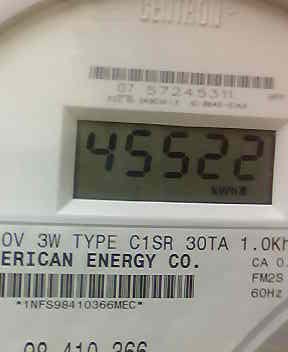 CENTRON
07 57245311
45522
kWh
0V 3W TYPE C1SR 30TA 1.0Kh
ERICAN ENERGY CO.
CA 0.
FM2S
*1NFS98410366MEC*
60Hz
98 410 366